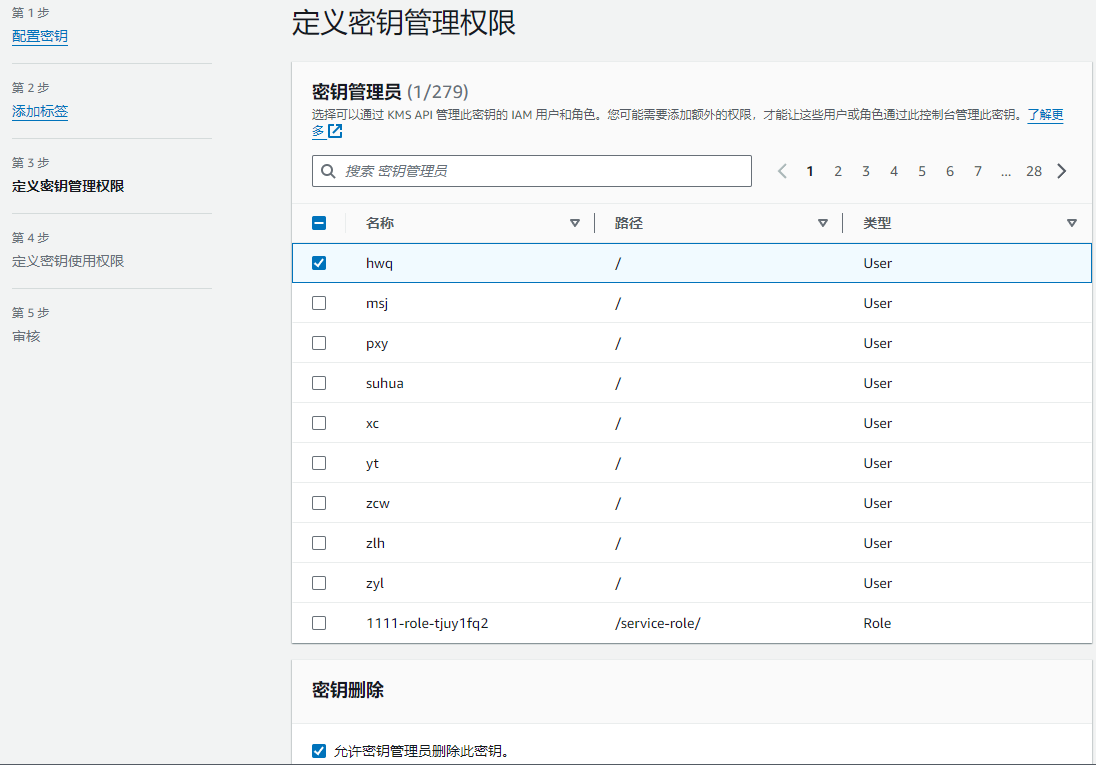 第 1 步
配置密钥
第 2 步
添加标签
第 3 步
定义密钥管理权限
第 4 步
定义密钥使用权限
第 5 步
审核
定义密钥管理权限
密钥管理员 (1/279)
选择可以通过 KMS API 管理此密钥的 IAM 用户和角色。您可能需要添加额外的权限，才能让这些用户或角色通过此控制台管理此密钥。了解更
多
搜索 密钥管理员
1 2 3 4 5 6 7 ... 28
名称 路径 类型
hwq / User
msj / User
pxy / User
suhua / User
xc / User
yt / User
zcw / User
zlh / User
zyl / User
1111-role-tjuy1fq2 /service-role/ Role
密钥删除
允许密钥管理员删除此密钥。